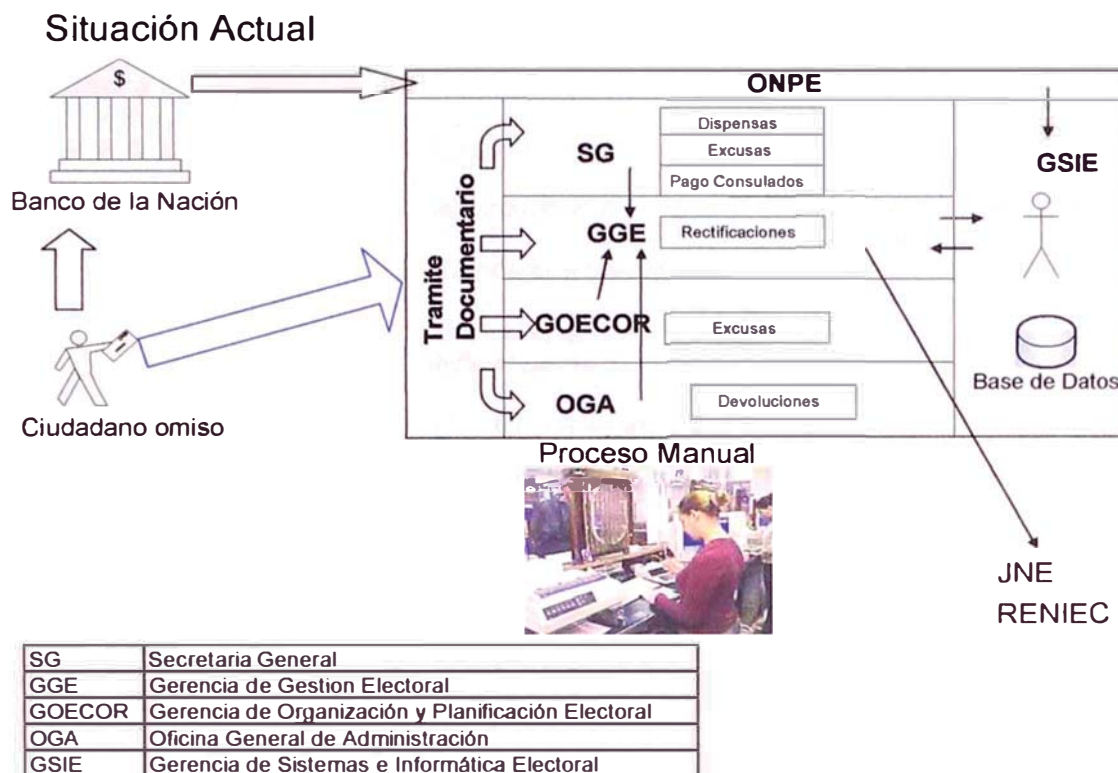 Situación Actual
$
Banco de la Nación
Ciudadano omiso
ONPE
Tramite
Documentario
SG
Dispensas
Excusas
Pago Consulados
GGE
Rectificaciones
GOECOR
Excusas
OGA
Devoluciones
GSIE
Base de Datos
Proceso Manual
JNE
RENIEC
SG Secretaria General
GGE Gerencia de Gestion Electoral
GOECOR Gerencia de Organización y Planificación Electoral
OGA Oficina General de Administración
GSIE Gerencia de Sistemas e Informática Electoral